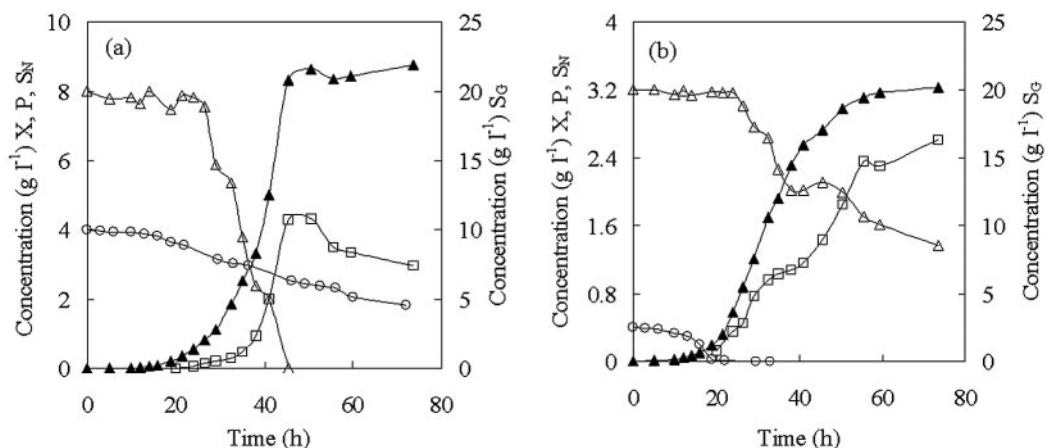 (a)
Concentration (g l⁻¹) X, P, S_N
10
8
6
4
2
0
25
20
15
10
5
0
Concentration (g l⁻¹) S_G
0 20 40 60 80
Time (h)
(b)
Concentration (g l⁻¹) X, P, S_N
4
3.2
2.4
1.6
0.8
0
25
20
15
10
5
0
Concentration (g l⁻¹) S_G
0 20 40 60 80
Time (h)